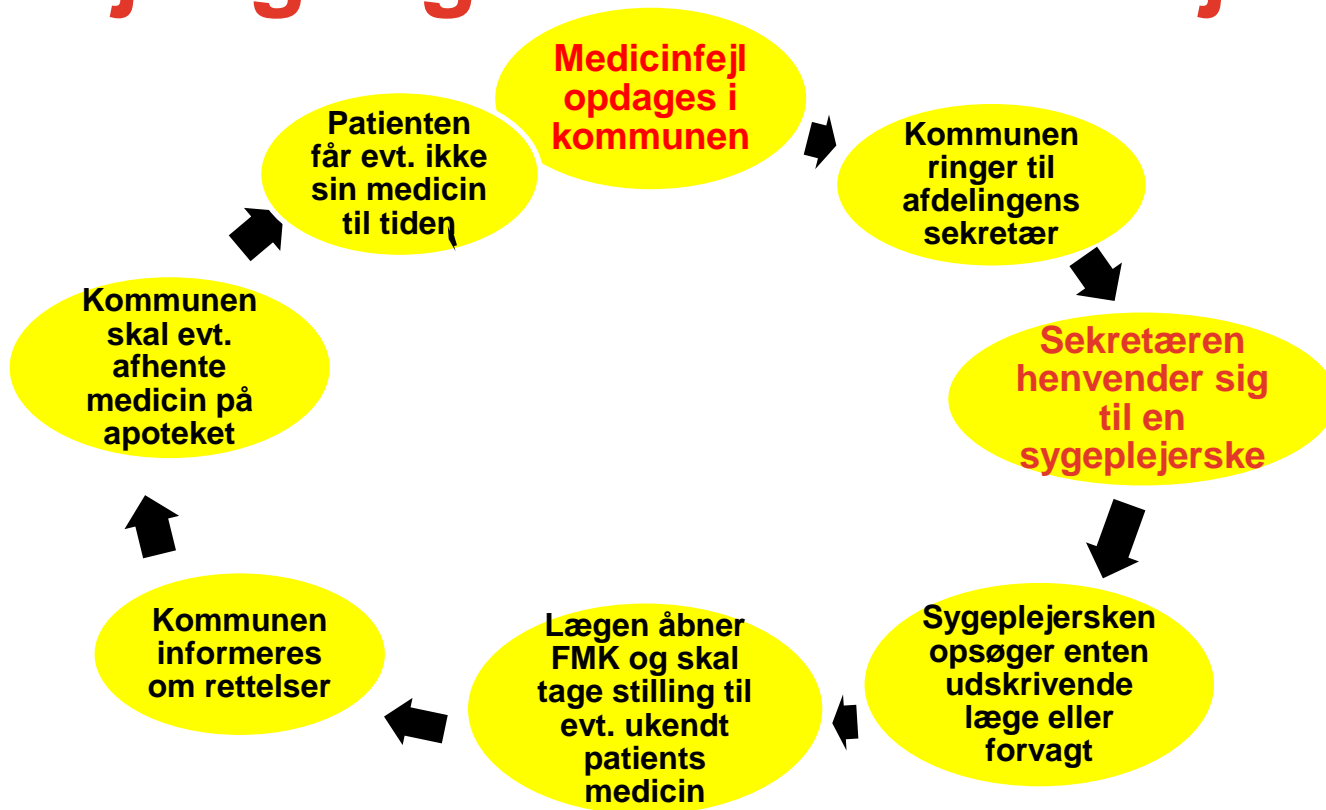 Medicinfejl
opdages i
kommunen
Kommunen
ringer til
afdelingens
sekretær
Sekretæren
henvender sig
til en
sygeplejerske
Sygeplejersken
opsøger enten
udskrivende
læge eller
forvagt
Lægen åbner
FMK og skal
tage stilling til
evt. ukendt
patients
medicin
Kommunen
informeres
om rettelser
Kommunen
skal evt.
afhente
medicin på
apoteket
Patienten
får evt. ikke
sin medicin
til tiden